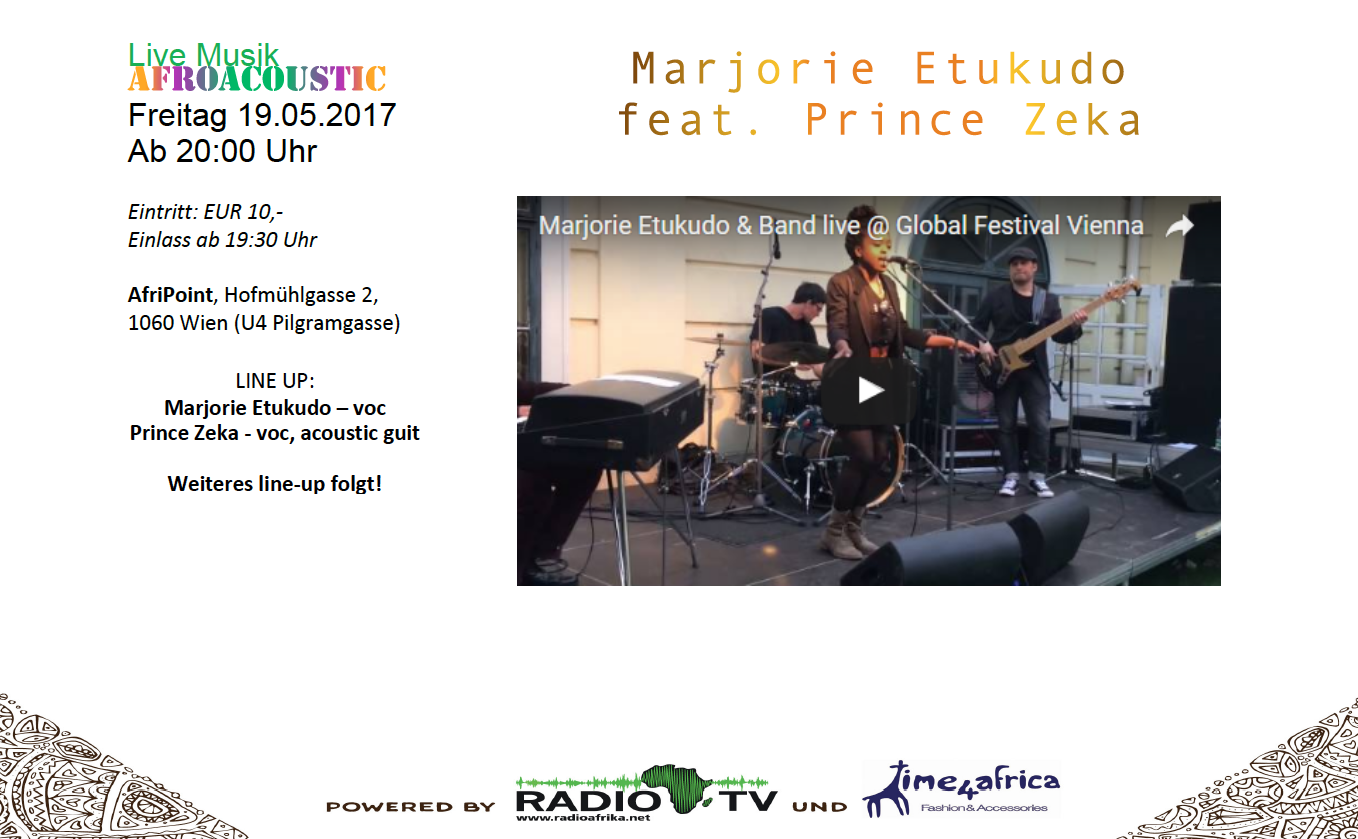 Live Musik
AFROACOUSTIC
Freitag 19.05.2017
Ab 20:00 Uhr
Eintritt: EUR 10,-
Einlass ab 19:30 Uhr
AfriPoint, Hofmühlgasse 2,
1060 Wien (U4 Pilgramgasse)
LINE UP:
Marjorie Etukudo – voc
Prince Zeka - voc, acoustic guit
Weiteres line-up folgt!
Marjorie Etukudo
feat. Prince Zeka
Marjorie Etukudo & Band live @ Global Festival Vienna
POWERED BY
RADIO TV
www.radioafrika.net
UND
Time4africa
Fashion & Accessories